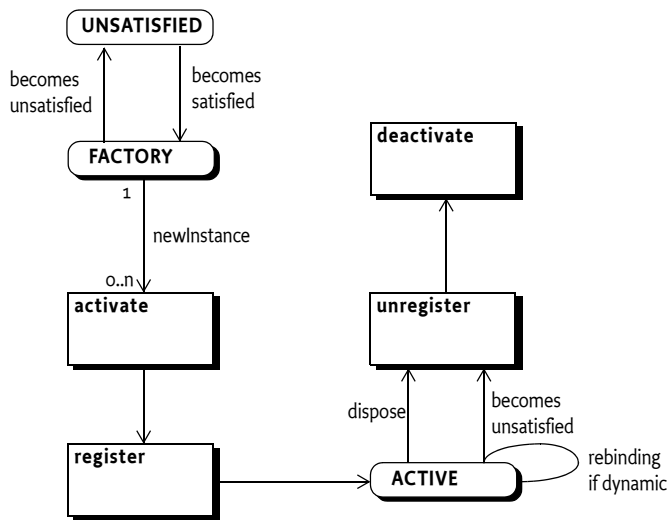 UNSATISFIED
becomes
unsatisfied
becomes
satisfied
FACTORY
1
newInstance
0..n
activate
register
deactivate
unregister
dispose
becomes
unsatisfied
ACTIVE
rebinding
if dynamic